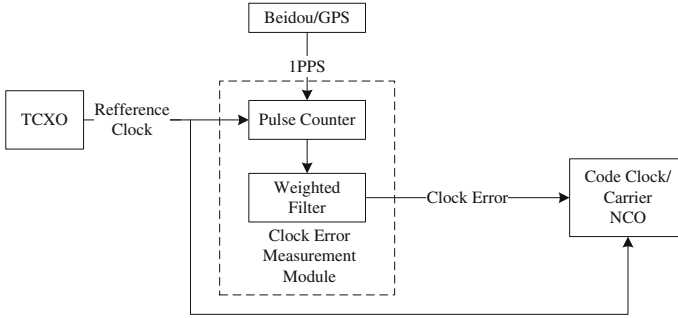 Beidou/GPS
1PPS
TCXO
Refference
Clock
Pulse Counter
Weighted
Filter
Clock Error
Measurement
Module
Clock Error
Code Clock/
Carrier
NCO